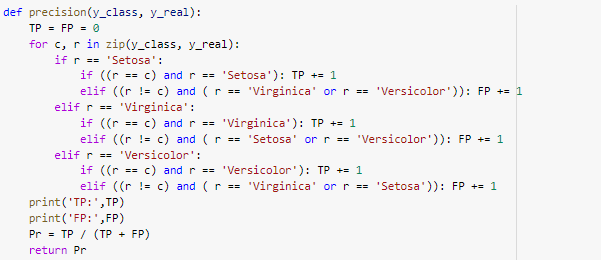 def precision(y_class, y_real):
    TP = FP = 0
    for c, r in zip(y_class, y_real):
        if r == 'Setosa':
            if ((r == c) and r == 'Setosa'): TP += 1
            elif ((r != c) and ( r == 'Virginica' or r == 'Versicolor')): FP += 1
        elif r == 'Virginica':
            if ((r == c) and r == 'Virginica'): TP += 1
            elif ((r != c) and ( r == 'Setosa' or r == 'Versicolor')): FP += 1
        elif r == 'Versicolor':
            if ((r == c) and r == 'Versicolor'): TP += 1
            elif ((r != c) and ( r == 'Virginica' or r == 'Setosa')): FP += 1
    print('TP:',TP)
    print('FP:',FP)
    Pr = TP / (TP + FP)
    return Pr